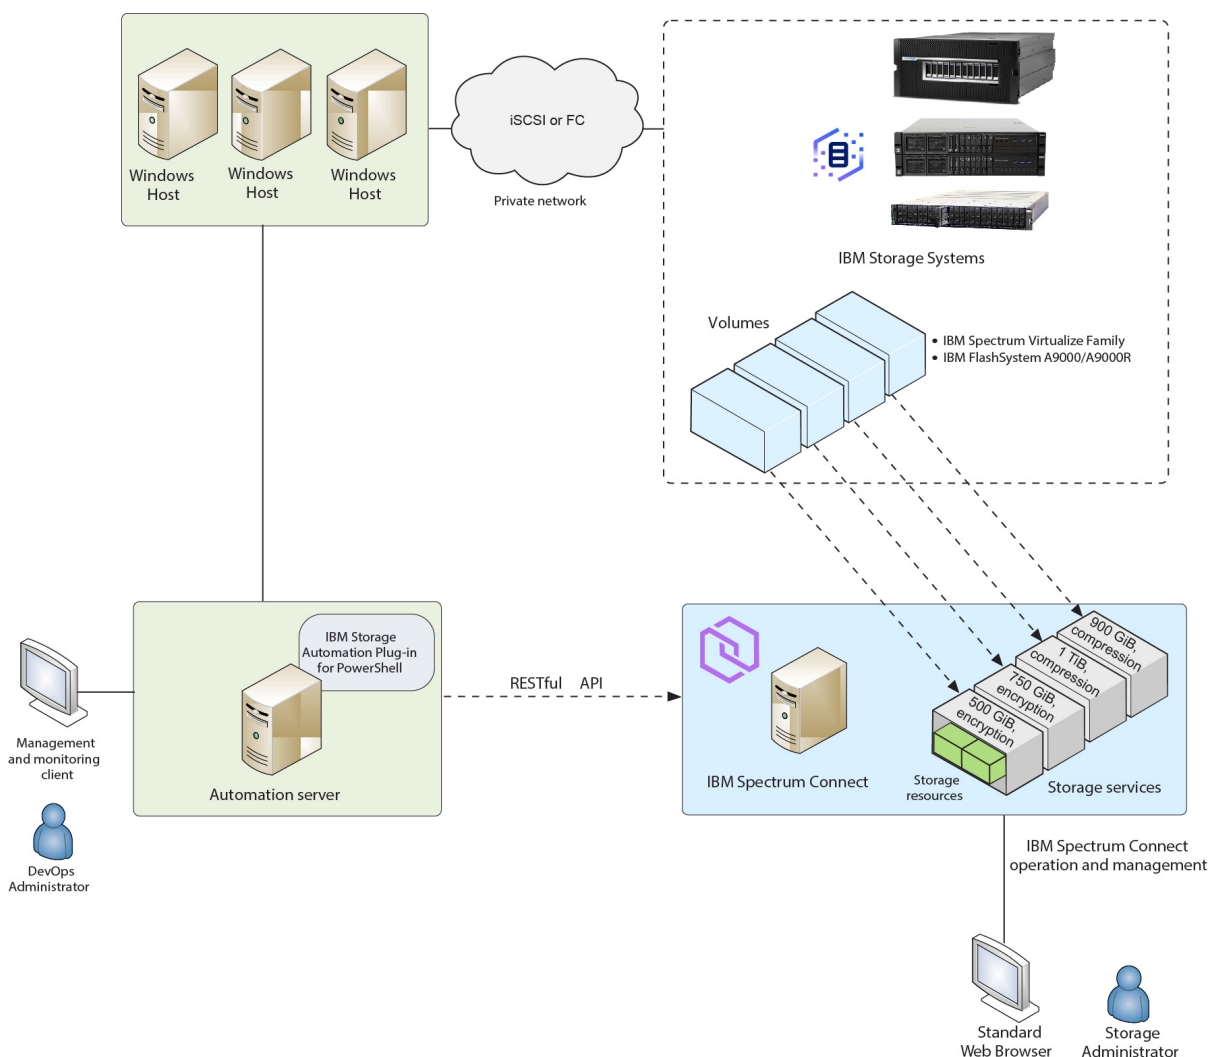 Windows
Host
Windows
Host
Windows
Host
iSCSI or FC
Private network
IBM Storage Systems
Volumes
• IBM Spectrum Virtualize Family
• IBM FlashSystem A9000/A9000R
IBM Storage
Automation Plug-in
for PowerShell
Automation server
Management
and monitoring
client
DevOps
Administrator
RESTful API
IBM Spectrum Connect
900 GiB,
compression
1 TiB,
compression
750 GiB,
encryption
500 GiB,
encryption
Storage
resources
Storage services
IBM Spectrum Connect
operation and management
Standard
Web Browser
Storage
Administrator